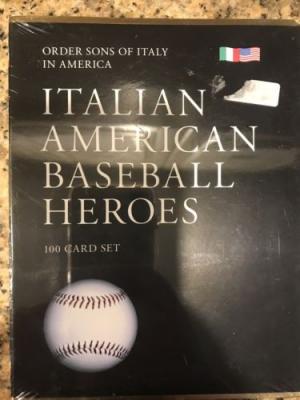 ORDER SONS OF ITALY
IN AMERICA
ITALIAN
AMERICAN
BASEBALL
HEROES
100 CARD SET